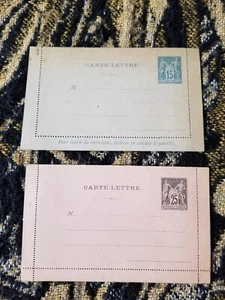 CARTE-LETTRE
15
M
Pour ouvrir la carte-lettre, déchirer en suivant le pointillé.
CARTE-LETTRE
25
M